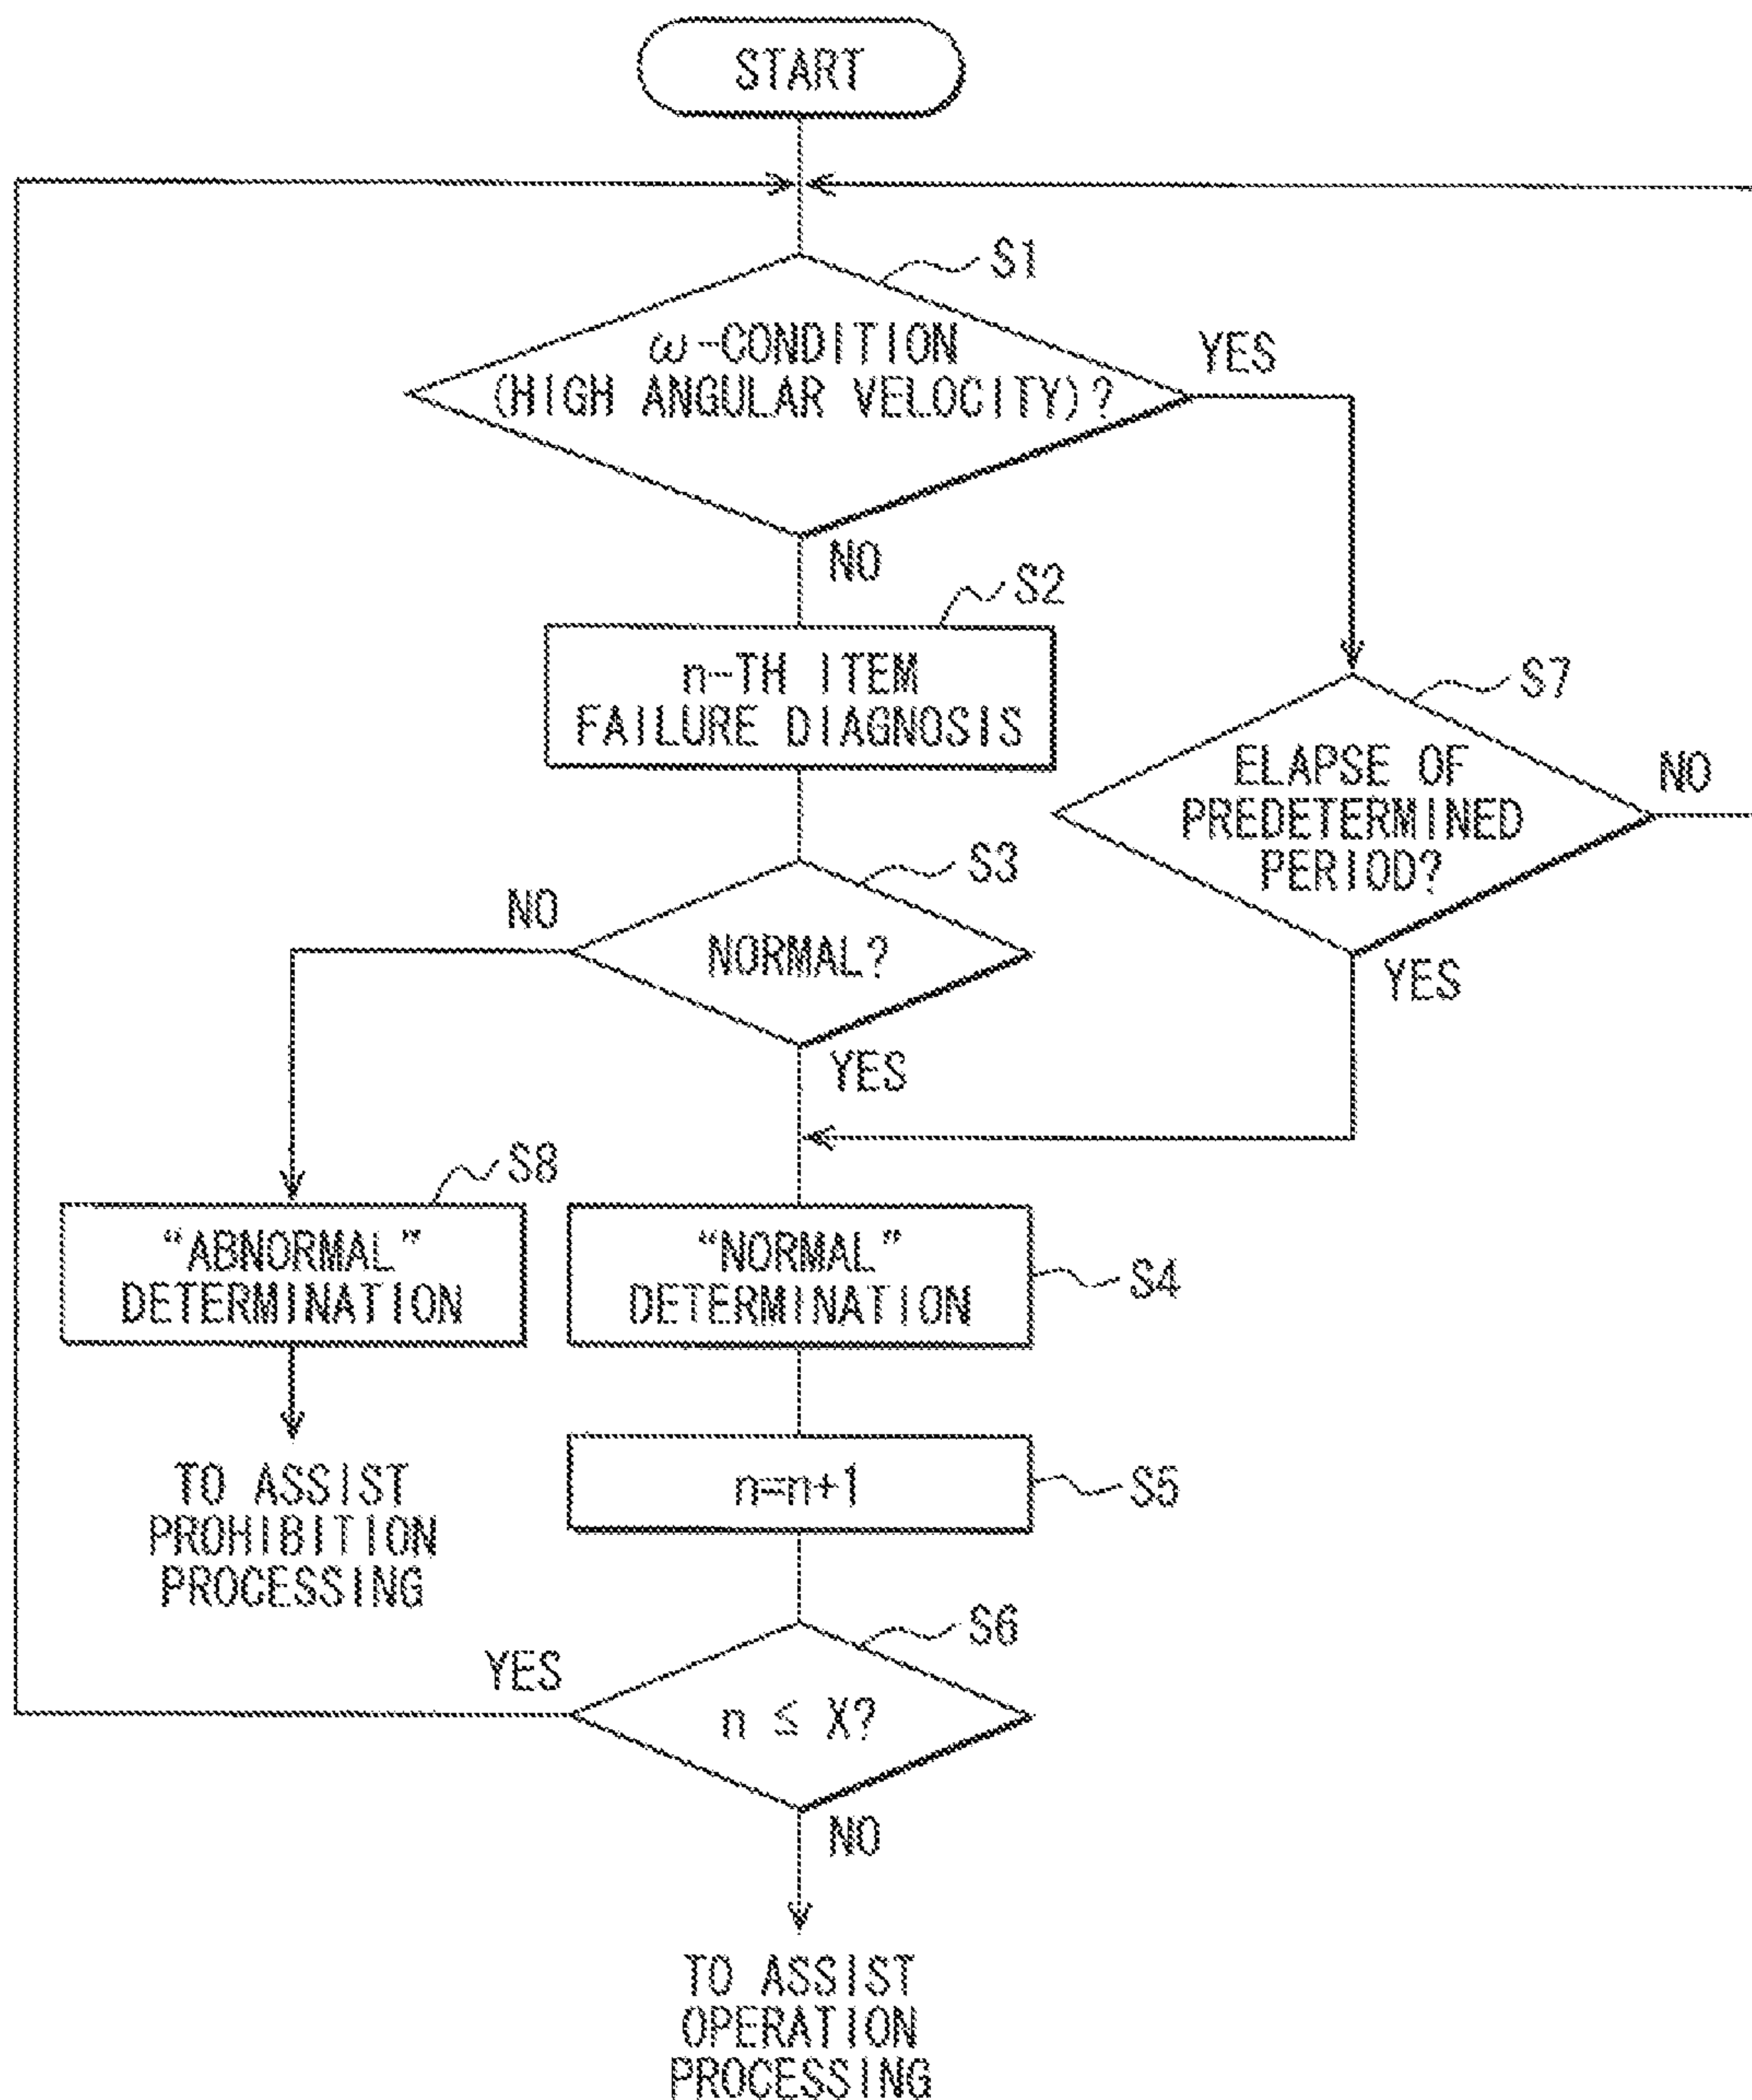 START
S1
ω-CONDITION
(HIGH ANGULAR VELOCITY)?
YES
NO
S2
n-TH ITEM
FAILURE DIAGNOSIS
S7
ELAPSE OF
PREDETERMINED
PERIOD?
NO
YES
S3
NO
NORMAL?
YES
S8
"ABNORMAL"
DETERMINATION
"NORMAL"
DETERMINATION
S4
TO ASSIST
PROHIBITION
PROCESSING
n=n+1
S5
S6
YES
n ≤ X?
NO
TO ASSIST
OPERATION
PROCESSING